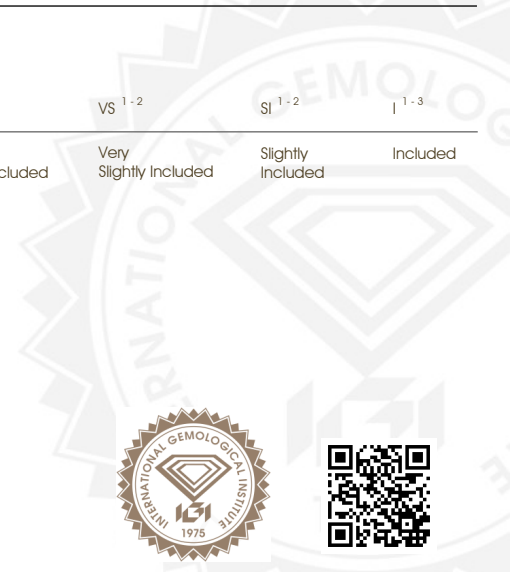 VS 1 - 2
SI 1 - 2
I 1 - 3
cluded
Very
Slightly Included
Slightly
Included
Included
INTERNATIONAL GEMOLOGICAL INSTITUTE
IGI
1975